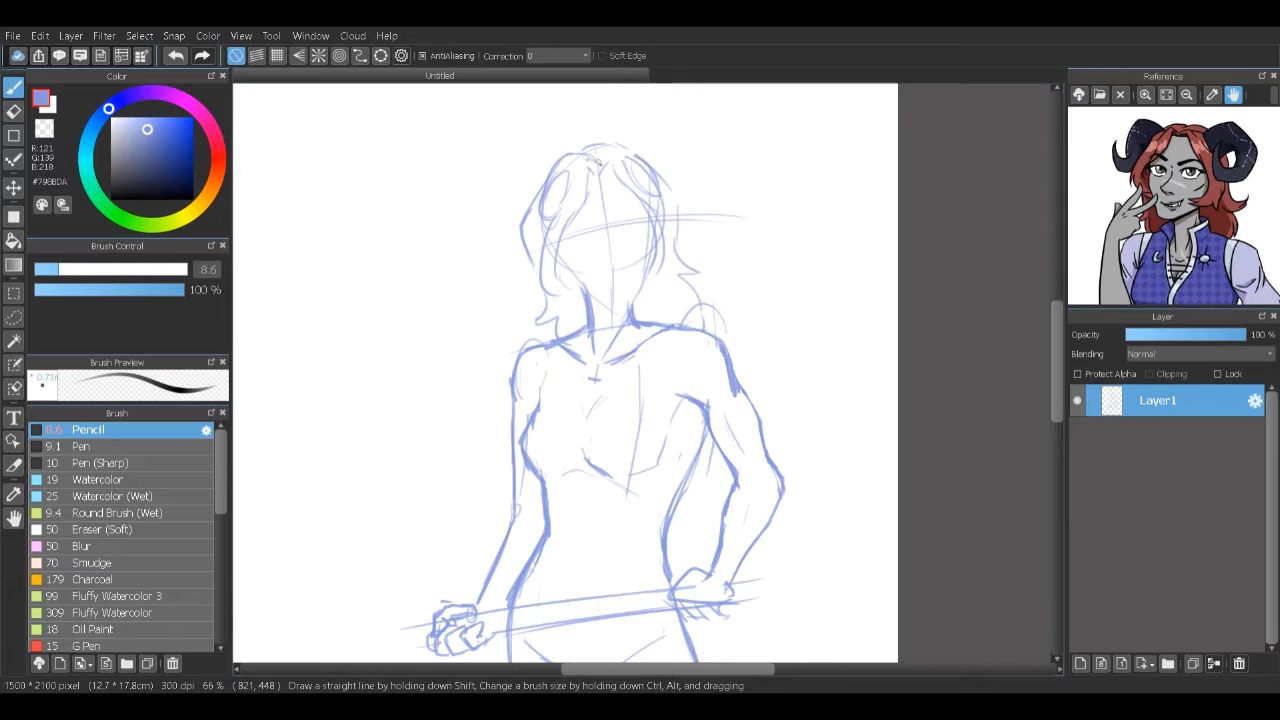 File Edit Layer Filter Select Snap Color View Tool Window Cloud Help
AntiAliasing Correction 0 Soft Edge
Color Untitled Reference
R:121
G:139
B:218
#798BDA
Brush Control
8.6
100 %
Brush Preview
Brush
8.6 Pencil
9.1 Pen
10 Pen (Sharp)
19 Watercolor
25 Watercolor (Wet)
9.4 Round Brush (Wet)
50 Eraser (Soft)
50 Blur
70 Smudge
179 Charcoal
99 Fluffy Watercolor 3
309 Fluffy Watercolor
18 Oil Paint
15 G Pen
Layer
Opacity 100 %
Blending Normal
Protect Alpha Clipping Lock
Layer1
1500 * 2100 pixel (12.7 * 17.8cm) 300 dpi 66 % ( 821, 448 ) Draw a straight line by holding down Shift, Change a brush size by holding down Ctrl, Alt, and dragging